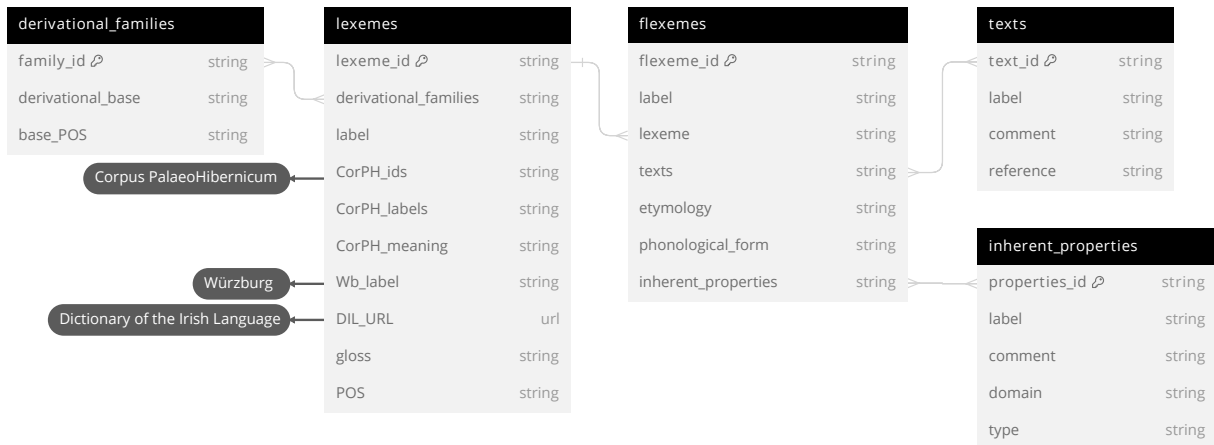 derivational_families
family_id string
derivational_base string
base_POS string
lexemes
lexeme_id string
derivational_families string
label string
CorPH_ids string
CorPH_labels string
CorPH_meaning string
Wb_label string
DIL_URL url
gloss string
POS string
Corpus PalaeoHibernicum
Würzburg
Dictionary of the Irish Language
flexemes
flexeme_id string
label string
lexeme string
texts string
etymology string
phonological_form string
inherent_properties string
texts
text_id string
label string
comment string
reference string
inherent_properties
properties_id string
label string
comment string
domain string
type string